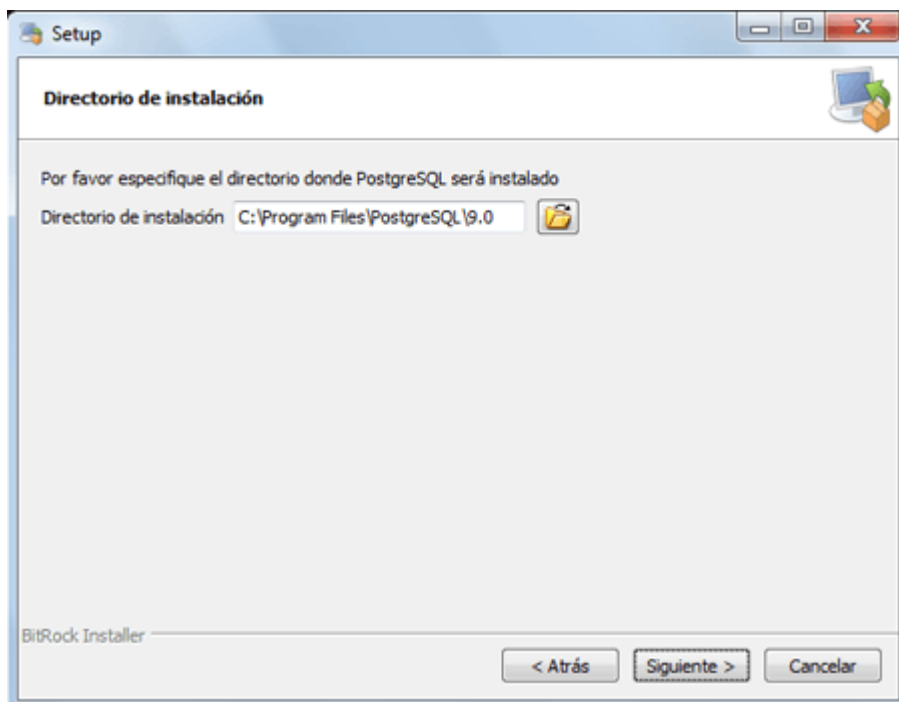 Setup
Directorio de instalación
Por favor especifique el directorio donde PostgreSQL será instalado
Directorio de instalación C:\Program Files\PostgreSQL\9.0
BitRock Installer
< Atrás Siguiente > Cancelar